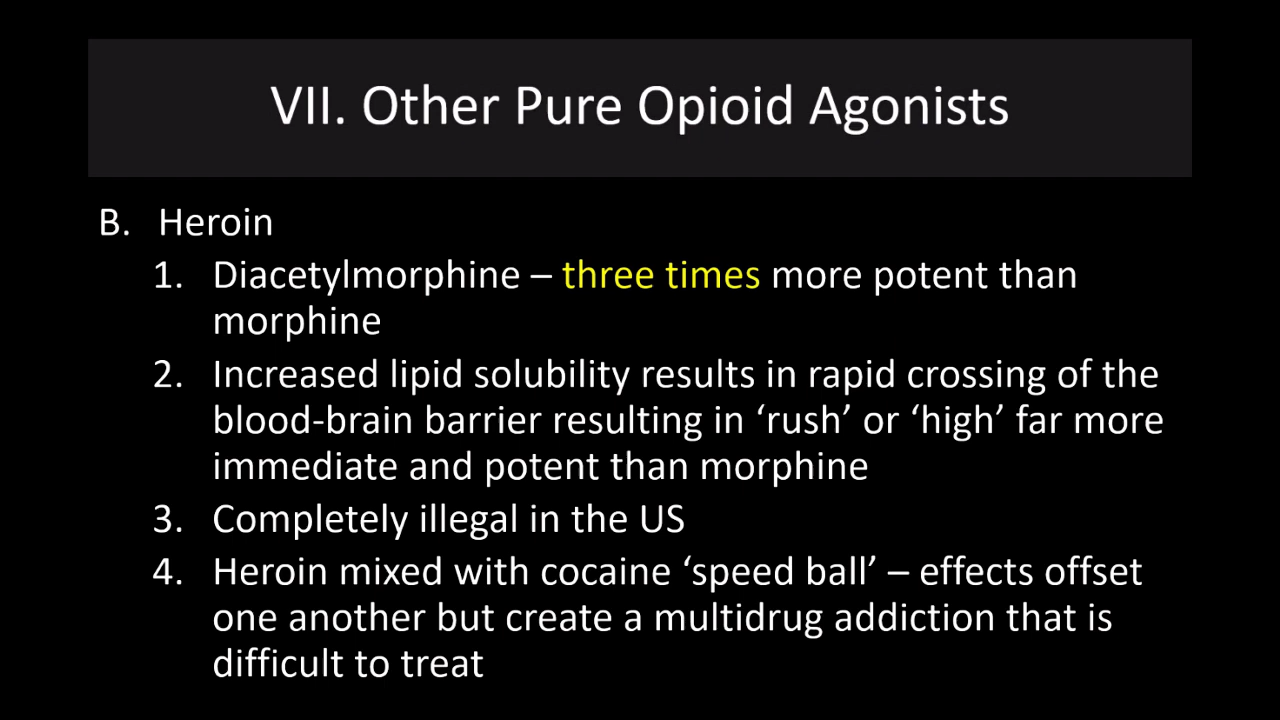 VII. Other Pure Opioid Agonists
B. Heroin
1. Diacetylmorphine – three times more potent than
morphine
2. Increased lipid solubility results in rapid crossing of the
blood-brain barrier resulting in ‘rush’ or ‘high’ far more
immediate and potent than morphine
3. Completely illegal in the US
4. Heroin mixed with cocaine ‘speed ball’ – effects offset
one another but create a multidrug addiction that is
difficult to treat